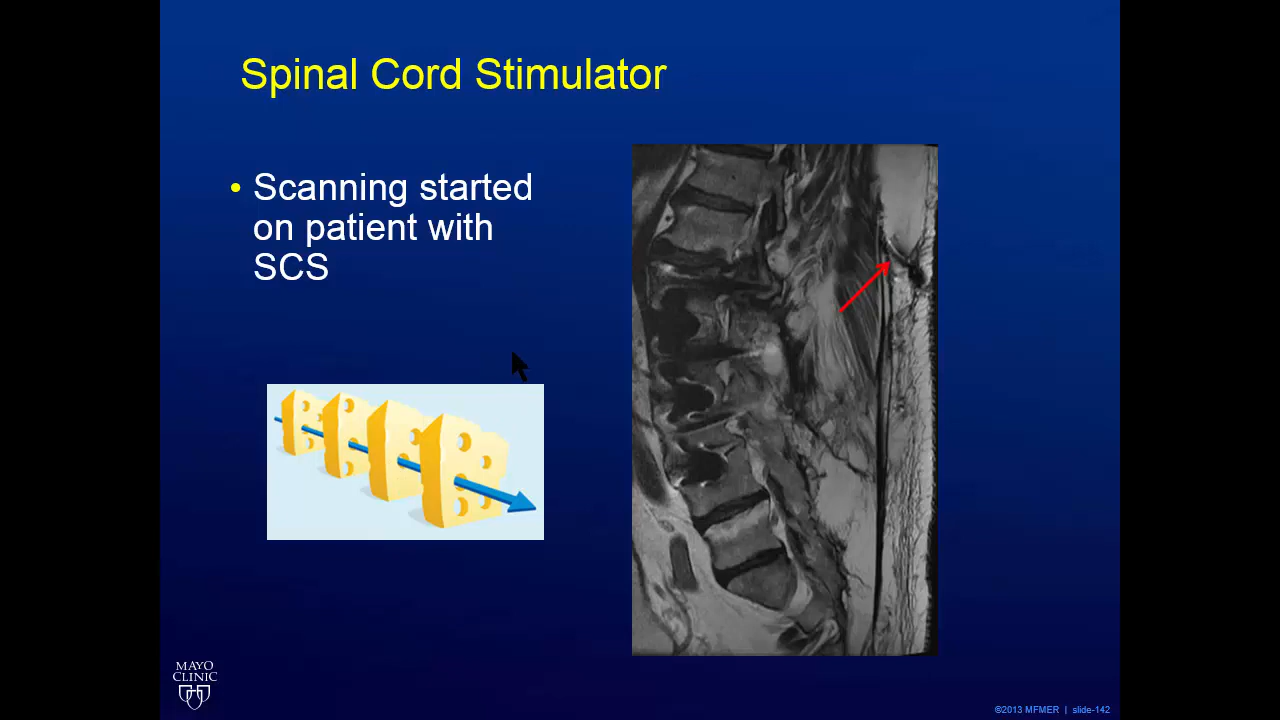 Spinal Cord Stimulator
• Scanning started
on patient with
SCS
MAYO
CLINIC
©2013 MFMER | slide-142